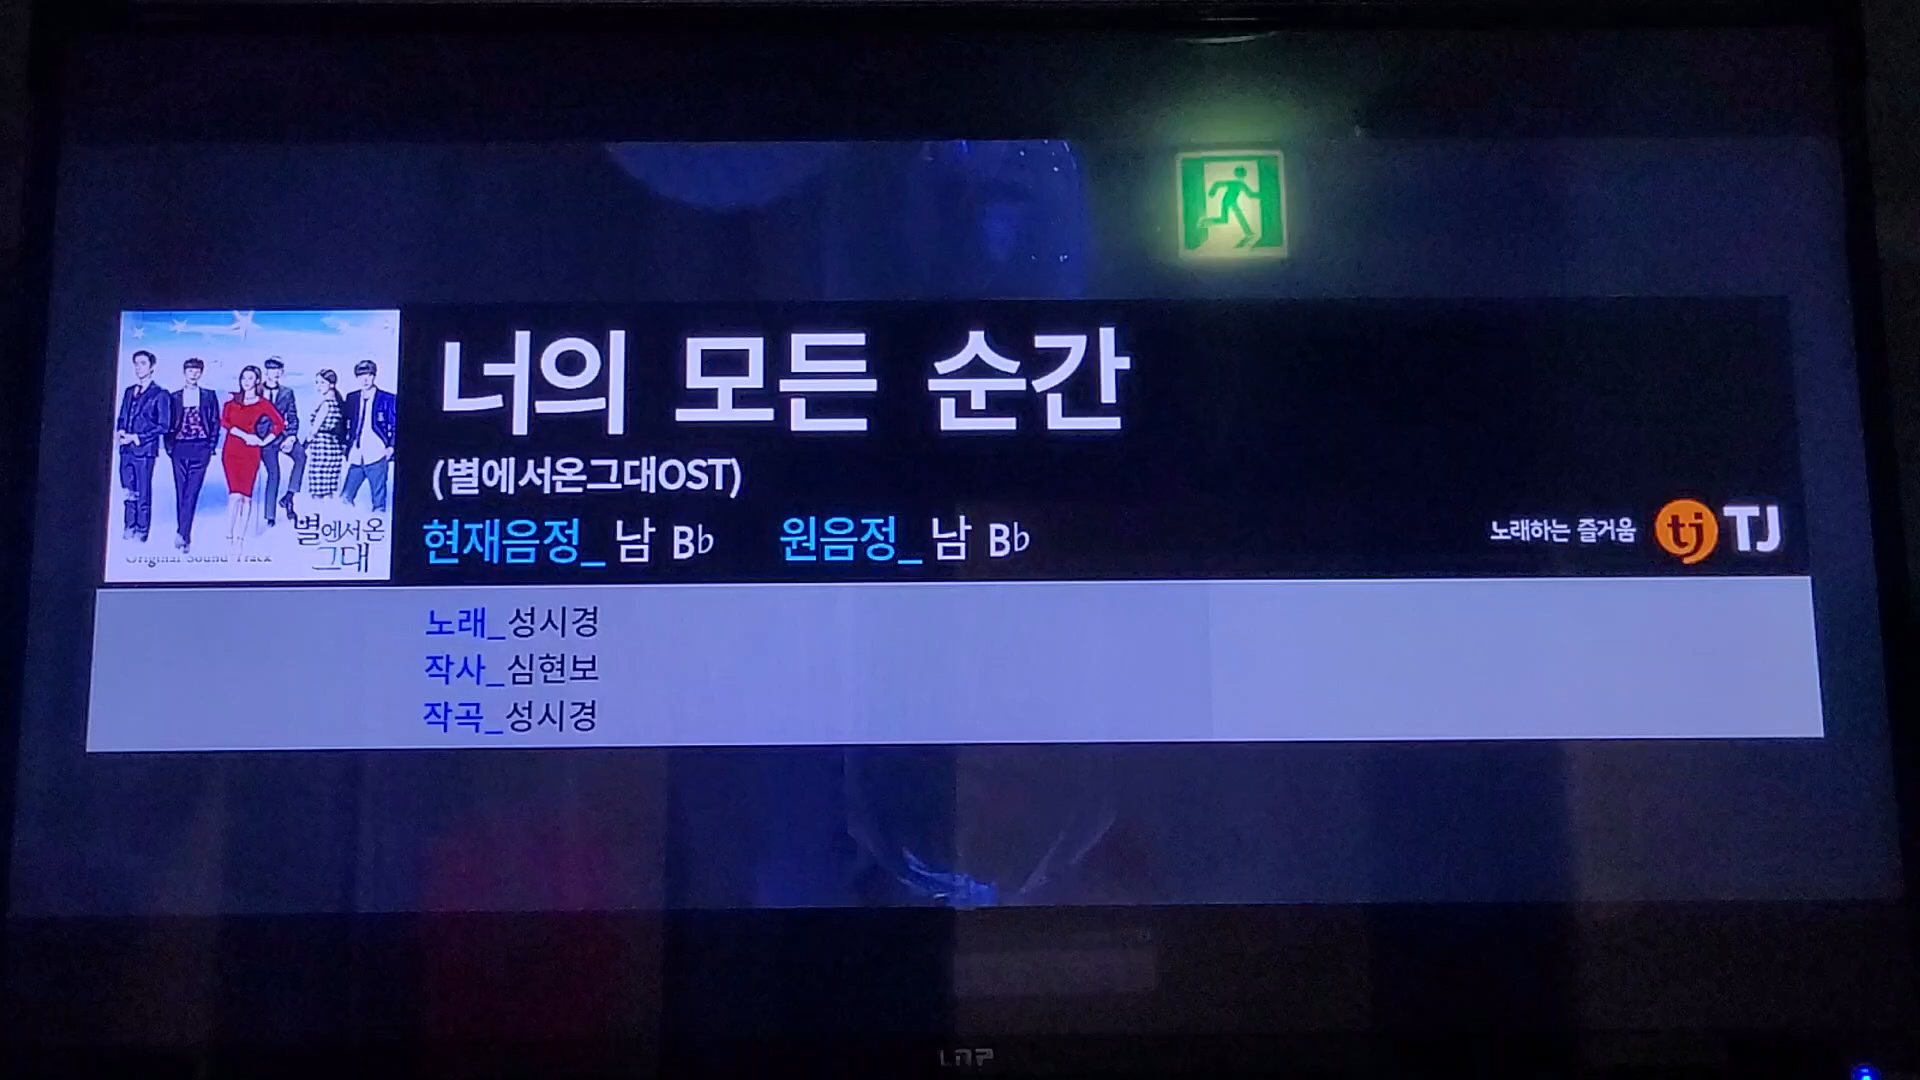 너의 모든 순간
(별에서온그대OST)
현재음정_ 남 B♭ 원음정_ 남 B♭
노래하는 즐거움 tj TJ
별에서 온
그대
Original Sound Track
노래_성시경
작사_심현보
작곡_성시경